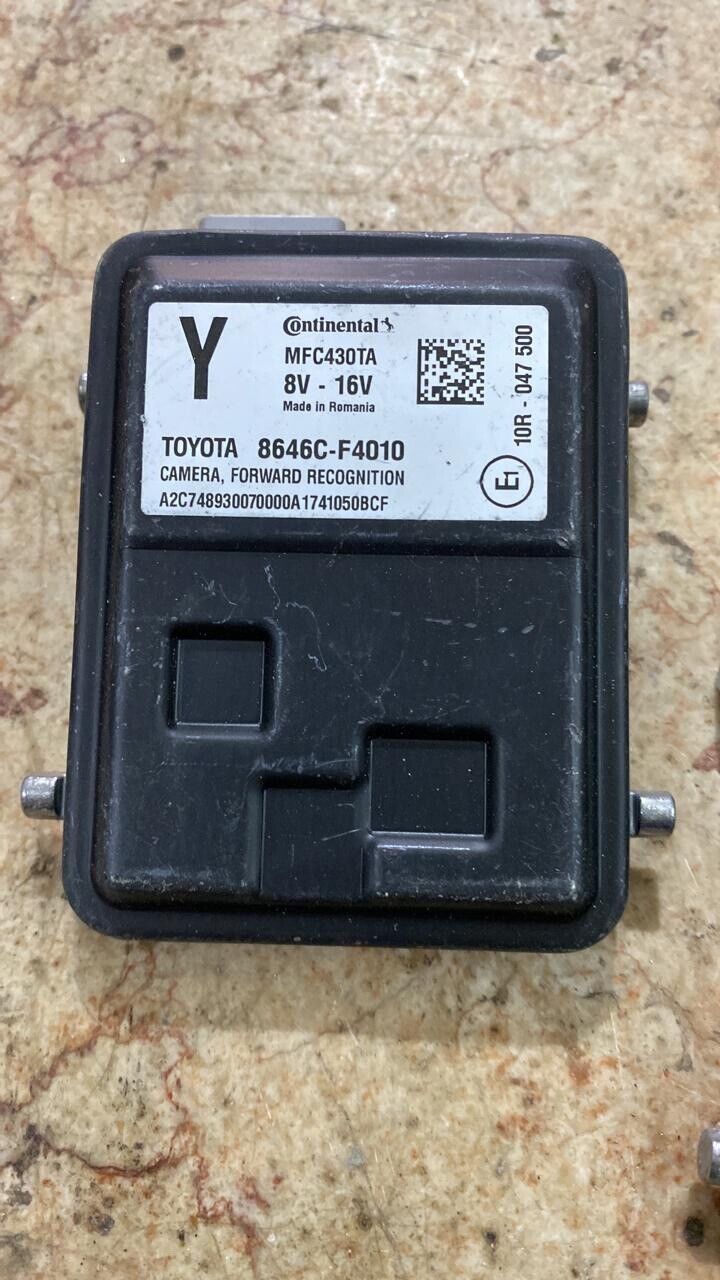 Y
Continental
MFC430TA
8V - 16V
Made in Romania
TOYOTA 8646C-F4010
CAMERA, FORWARD RECOGNITION
A2C748930070000A1741050BCF
10R - 047 500
E1